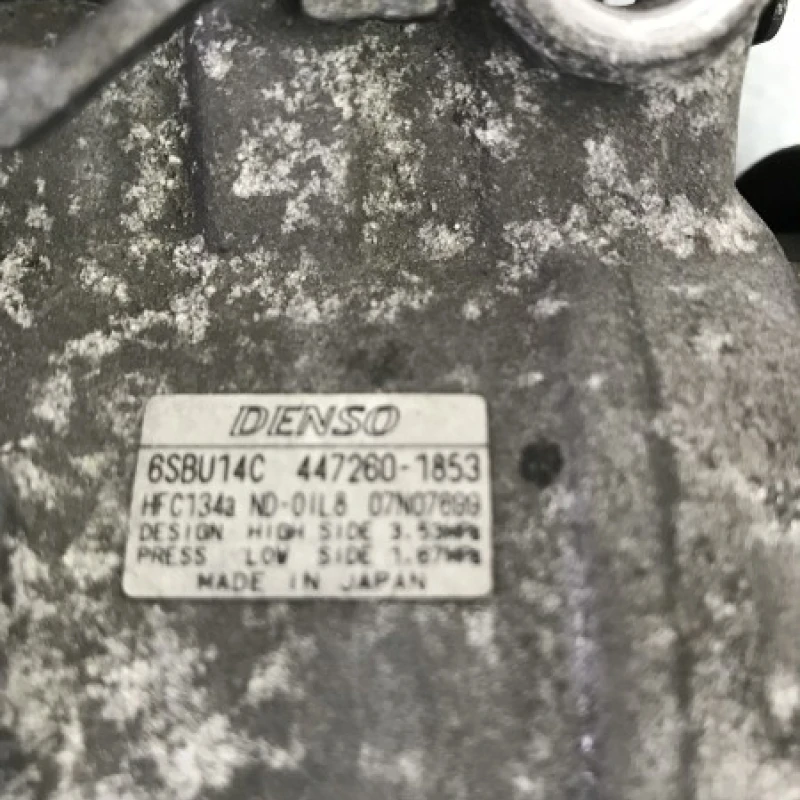 DENSO
6SBU14C 447260-1853
HFC134a ND-OIL8 07N07899
DESIGN HIGH SIDE 3.53MPa
PRESS LOW SIDE 1.67MPa
MADE IN JAPAN